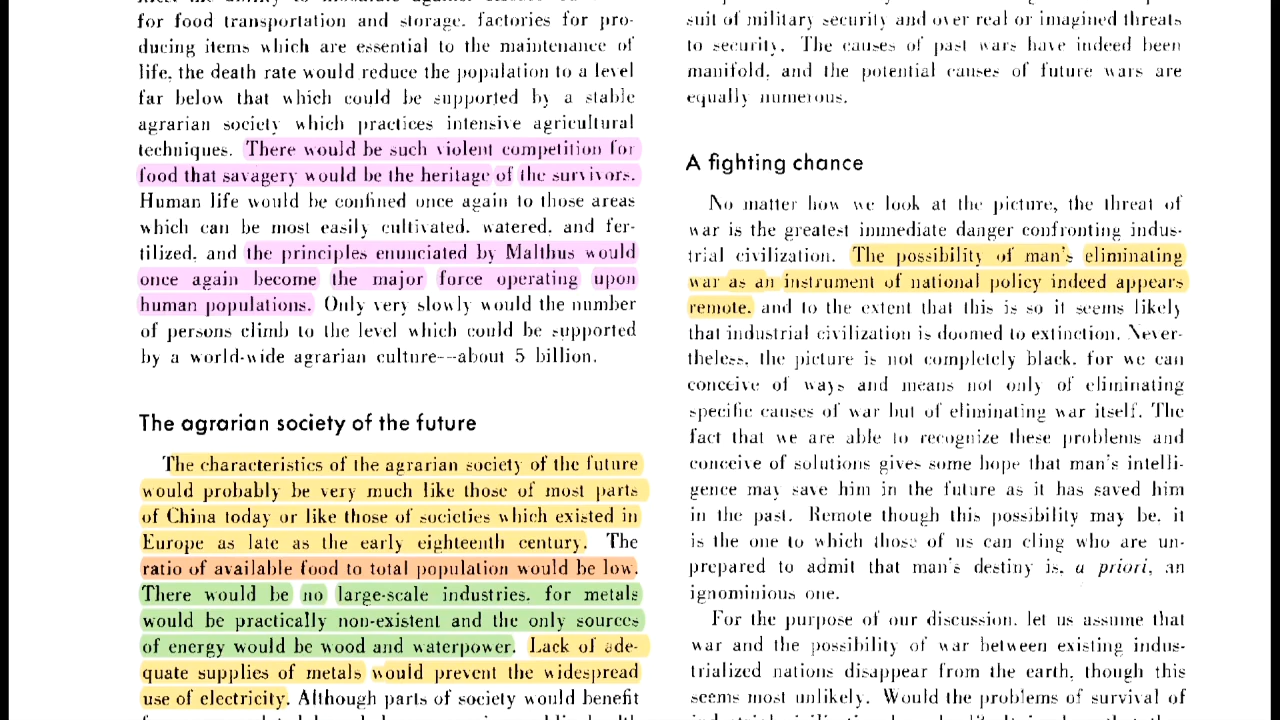 for food transportation and storage, factories for pro-
ducing items which are essential to the maintenance of
life, the death rate would reduce the population to a level
far below that which could be supported by a stable
agrarian society which practices intensive agricultural
techniques. There would be such violent competition for
food that savagery would be the heritage of the survivors.
Human life would be confined once again to those areas
which can be most easily cultivated, watered, and fer-
tilized, and the principles enunciated by Malthus would
once again become the major force operating upon
human populations. Only very slowly would the number
of persons climb to the level which could be supported
by a world-wide agrarian culture--about 5 billion.
The agrarian society of the future
The characteristics of the agrarian society of the future
would probably be very much like those of most parts
of China today or like those of societies which existed in
Europe as late as the early eighteenth century. The
ratio of available food to total population would be low.
There would be no large-scale industries, for metals
would be practically non-existent and the only sources
of energy would be wood and waterpower. Lack of ade-
quate supplies of metals would prevent the widespread
use of electricity. Although parts of society would benefit
suit of military security and over real or imagined threats
to security. The causes of past wars have indeed been
manifold, and the potential causes of future wars are
equally numerous.
A fighting chance
No matter how we look at the picture, the threat of
war is the greatest immediate danger confronting indus-
trial civilization. The possibility of man's eliminating
war as an instrument of national policy indeed appears
remote, and to the extent that this is so it seems likely
that industrial civilization is doomed to extinction. Never-
theless, the picture is not completely black, for we can
conceive of ways and means not only of eliminating
specific causes of war but of eliminating war itself. The
fact that we are able to recognize these problems and
conceive of solutions gives some hope that man's intelli-
gence may save him in the future as it has saved him
in the past. Remote though this possibility may be, it
is the one to which those of us can cling who are un-
prepared to admit that man's destiny is, a priori, an
ignominious one.
For the purpose of our discussion, let us assume that
war and the possibility of war between existing indus-
trialized nations disappear from the earth, though this
seems most unlikely. Would the problems of survival of